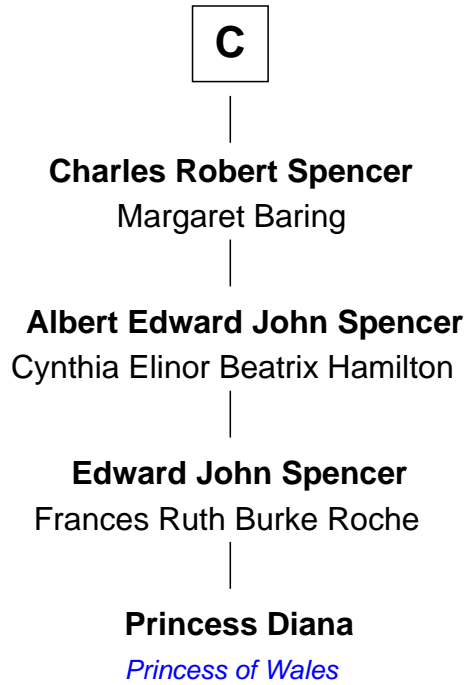 C
Charles Robert Spencer
Margaret Baring
Albert Edward John Spencer
Cynthia Elinor Beatrix Hamilton
Edward John Spencer
Frances Ruth Burke Roche
Princess Diana
Princess of Wales